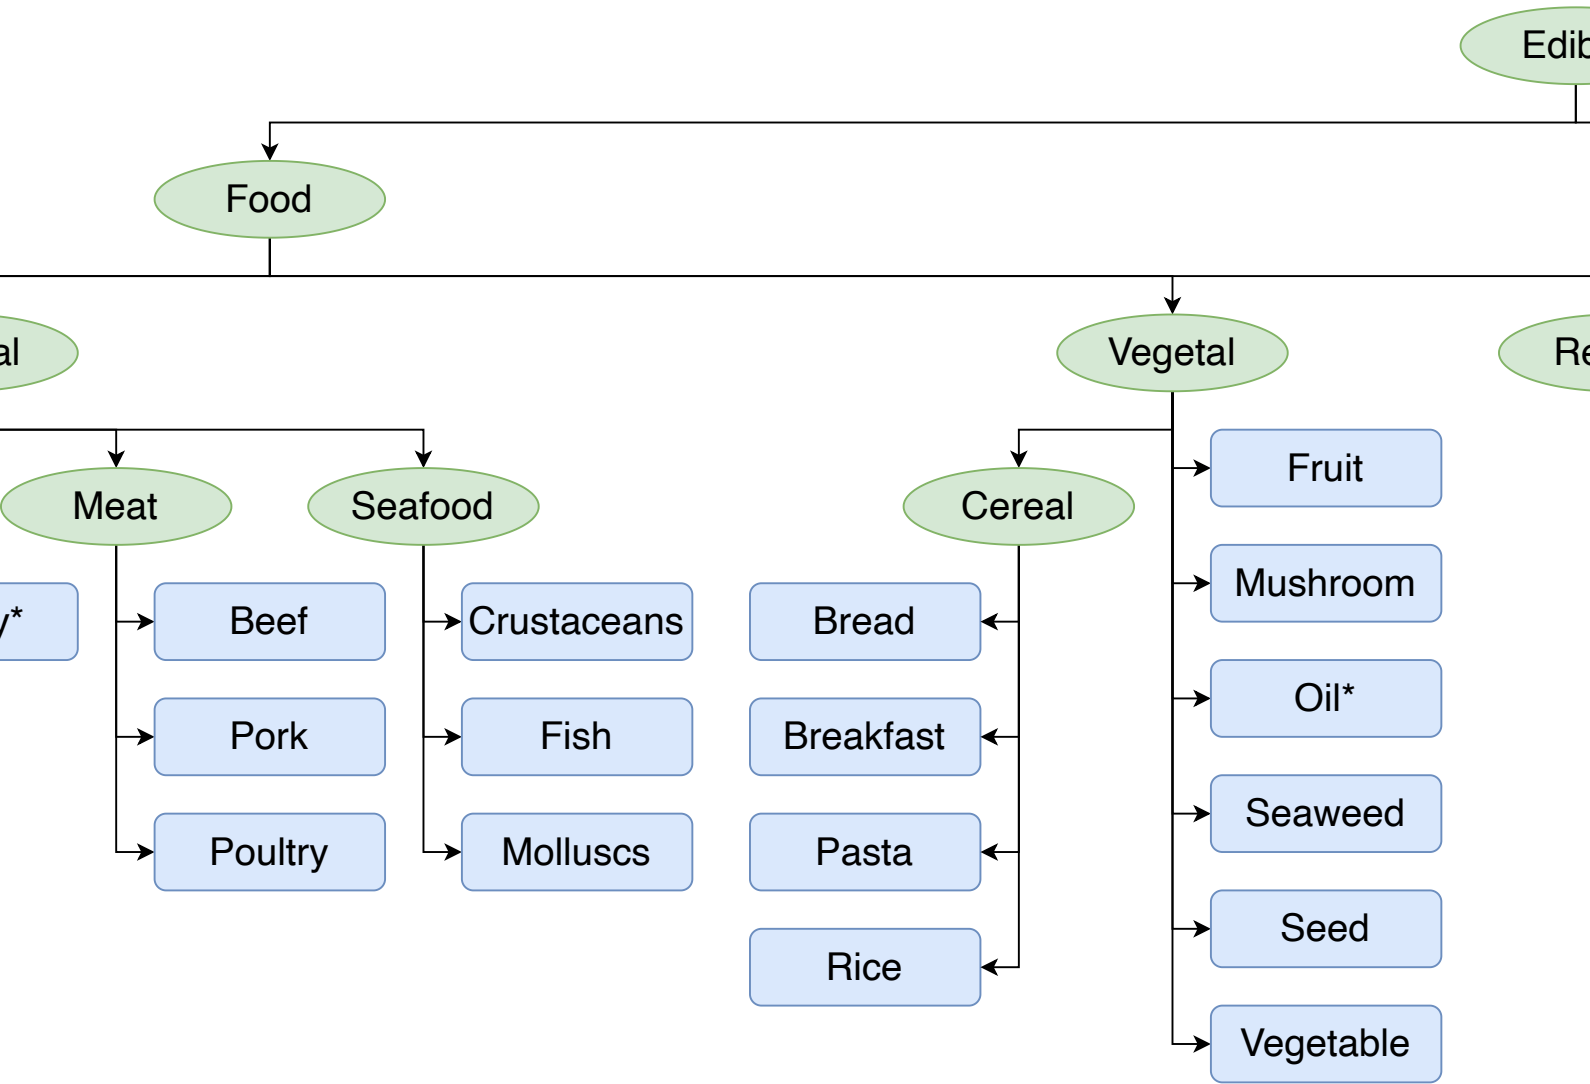 Food
Vegetal
Meat
Seafood
Cereal
Fruit
Mushroom
Oil*
Seaweed
Seed
Vegetable
Beef
Pork
Poultry
Crustaceans
Fish
Molluscs
Bread
Breakfast
Pasta
Rice